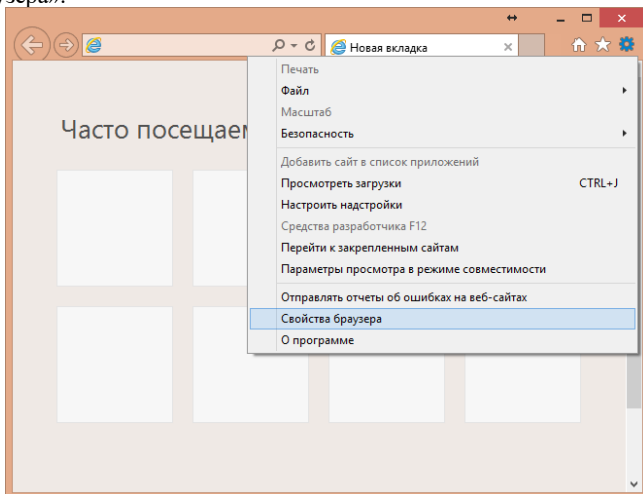 узера».
Новая вкладка
Часто посещаем
Печать
Файл
Масштаб
Безопасность
Добавить сайт в список приложений
Просмотреть загрузки CTRL+J
Настроить надстройки
Средства разработчика F12
Перейти к закрепленным сайтам
Параметры просмотра в режиме совместимости
Отправлять отчеты об ошибках на веб-сайтах
Свойства браузера
О программе